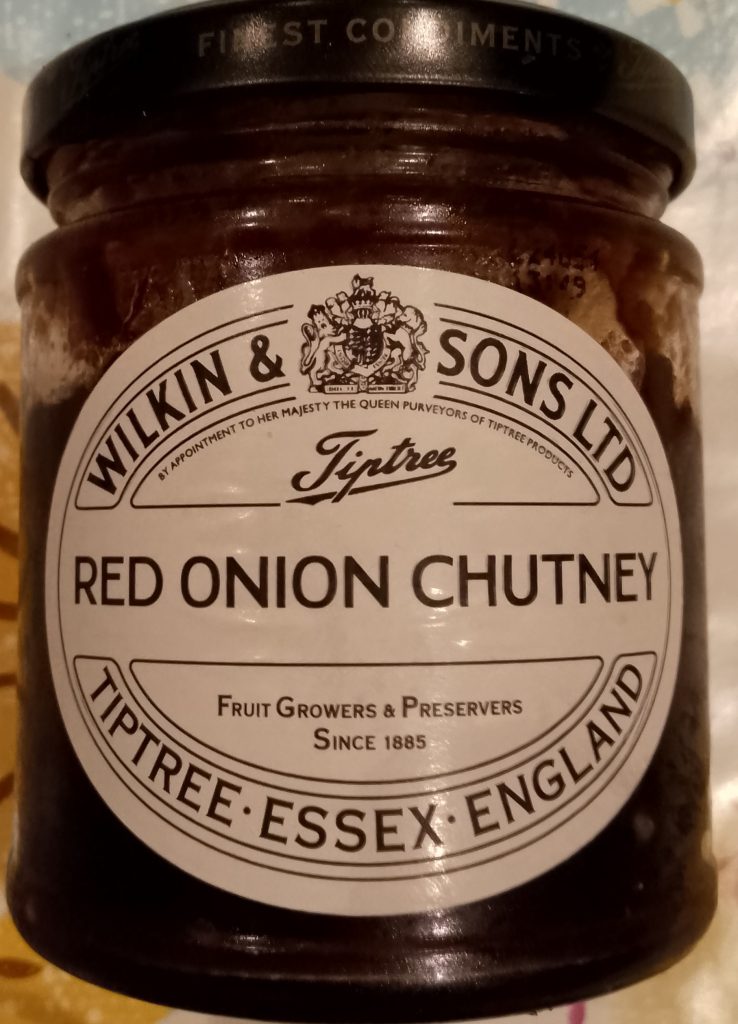 FINEST CONDIMENTS
WILKIN & SONS LTD
BY APPOINTMENT TO HER MAJESTY THE QUEEN PURVEYORS OF TIPTREE PRODUCTS
Tiptree
RED ONION CHUTNEY
FRUIT GROWERS & PRESERVERS
SINCE 1885
TIPTREE · ESSEX · ENGLAND